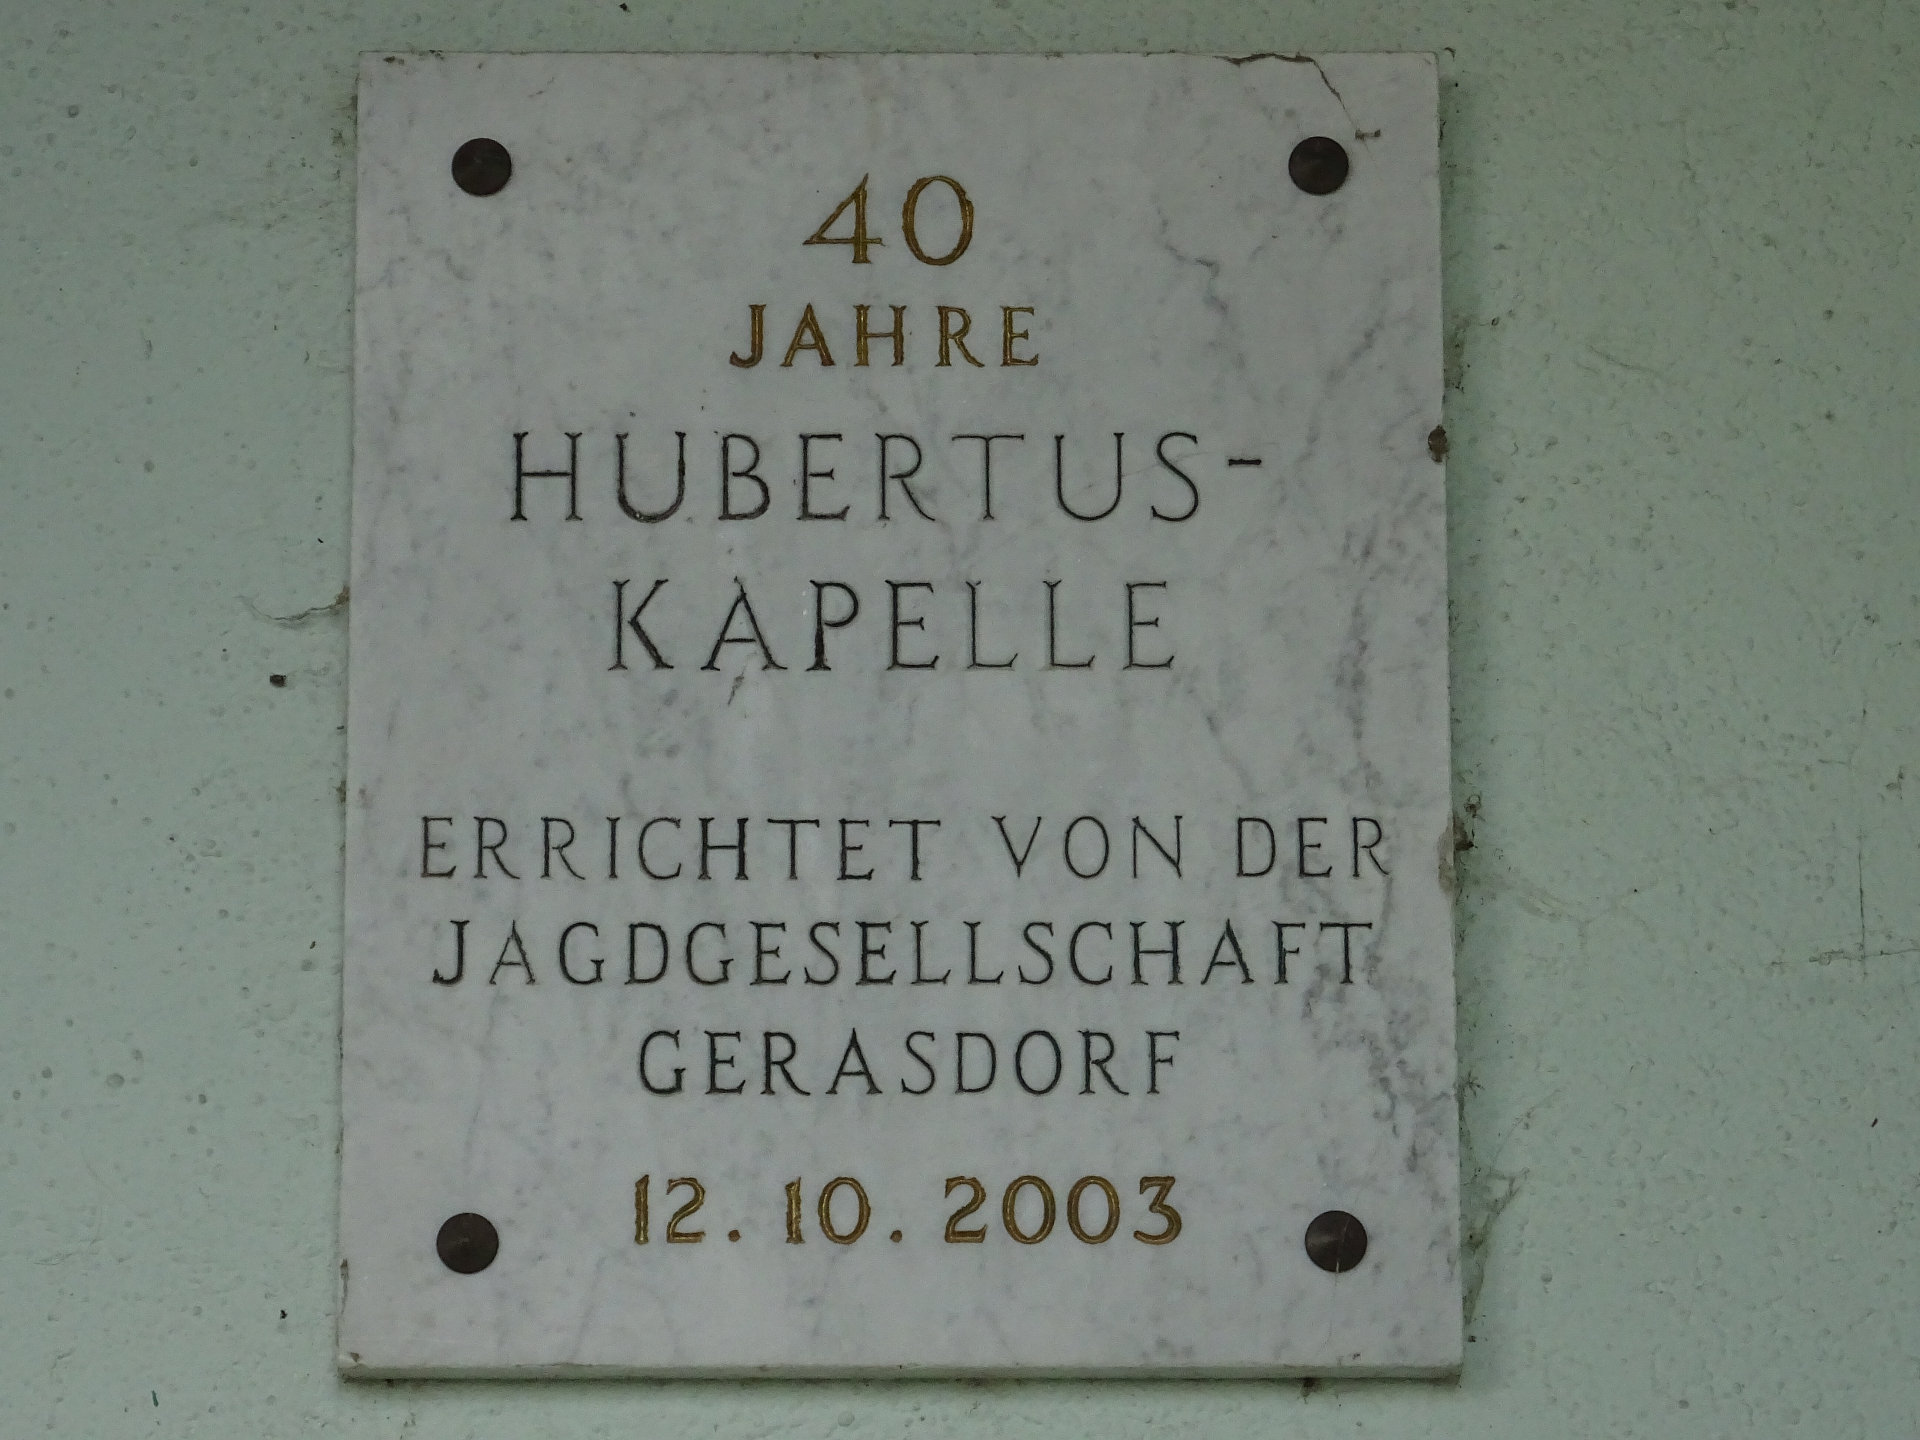 40
JAHRE
HUBERTUS-
KAPELLE
ERRICHTET VON DER
JAGDGESELLSCHAFT
GERASDORF
12. 10. 2003